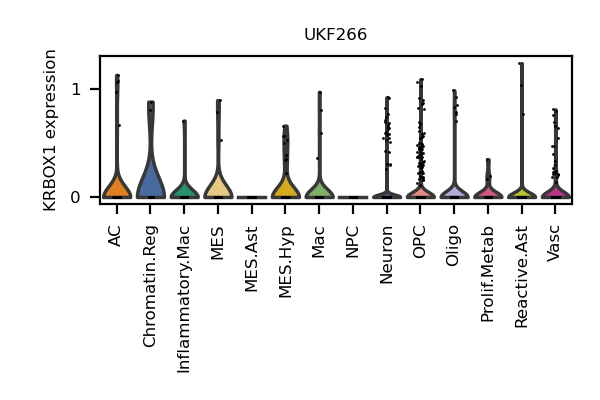 UKF266
KRBOX1 expression
1
0
AC
Chromatin.Reg
Inflammatory.Mac
MES
MES.Ast
MES.Hyp
Mac
NPC
Neuron
OPC
Oligo
Prolif.Metab
Reactive.Ast
Vasc